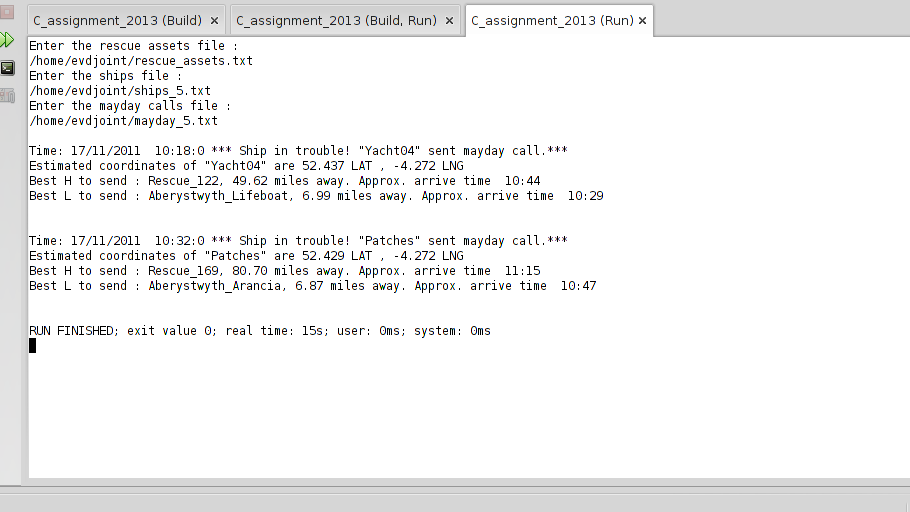 C_assignment_2013 (Build) × C_assignment_2013 (Build, Run) × C_assignment_2013 (Run) ×
Enter the rescue assets file :
/home/evdjoint/rescue_assets.txt
Enter the ships file :
/home/evdjoint/ships_5.txt
Enter the mayday calls file :
/home/evdjoint/mayday_5.txt
Time: 17/11/2011  10:18:0 *** Ship in trouble! "Yacht04" sent mayday call.***
Estimated coordinates of "Yacht04" are 52.437 LAT , -4.272 LNG
Best H to send : Rescue_122, 49.62 miles away. Approx. arrive time  10:44
Best L to send : Aberystwyth_Lifeboat, 6.99 miles away. Approx. arrive time  10:29
Time: 17/11/2011  10:32:0 *** Ship in trouble! "Patches" sent mayday call.***
Estimated coordinates of "Patches" are 52.429 LAT , -4.272 LNG
Best H to send : Rescue_169, 80.70 miles away. Approx. arrive time  11:15
Best L to send : Aberystwyth_Arancia, 6.87 miles away. Approx. arrive time  10:47
RUN FINISHED; exit value 0; real time: 15s; user: 0ms; system: 0ms